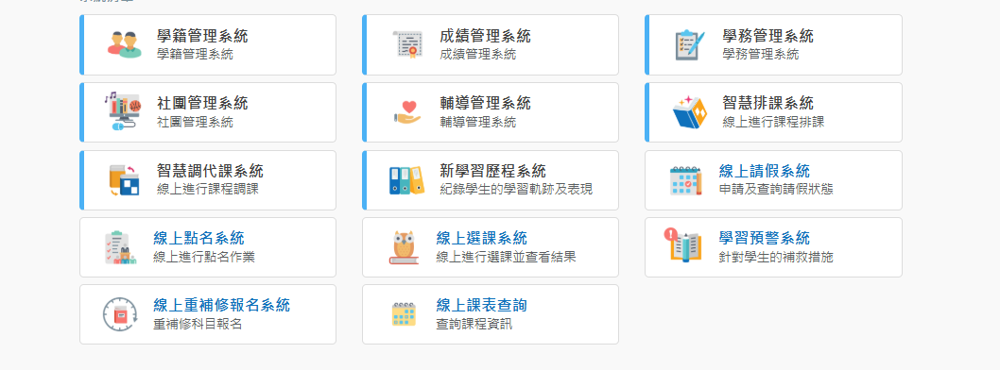 學籍管理系統
學籍管理系統
成績管理系統
成績管理系統
學務管理系統
學務管理系統
社團管理系統
社團管理系統
輔導管理系統
輔導管理系統
智慧排課系統
線上進行課程排課
智慧調代課系統
線上進行課程調課
新學習歷程系統
紀錄學生的學習軌跡及表現
線上請假系統
申請及查詢請假狀態
線上點名系統
線上進行點名作業
線上選課系統
線上進行選課並查看結果
學習預警系統
針對學生的補救措施
線上重補修報名系統
重補修科目報名
線上課表查詢
查詢課程資訊